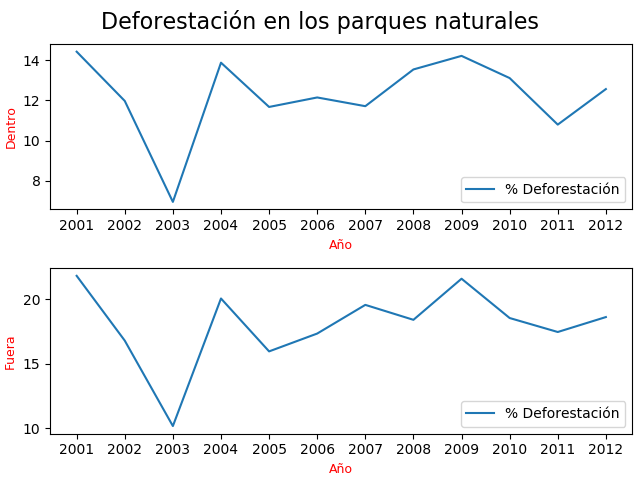 Deforestación en los parques naturales
14
12
10
8
Dentro
% Deforestación
2001 2002 2003 2004 2005 2006 2007 2008 2009 2010 2011 2012
Año
20
15
10
Fuera
% Deforestación
2001 2002 2003 2004 2005 2006 2007 2008 2009 2010 2011 2012
Año